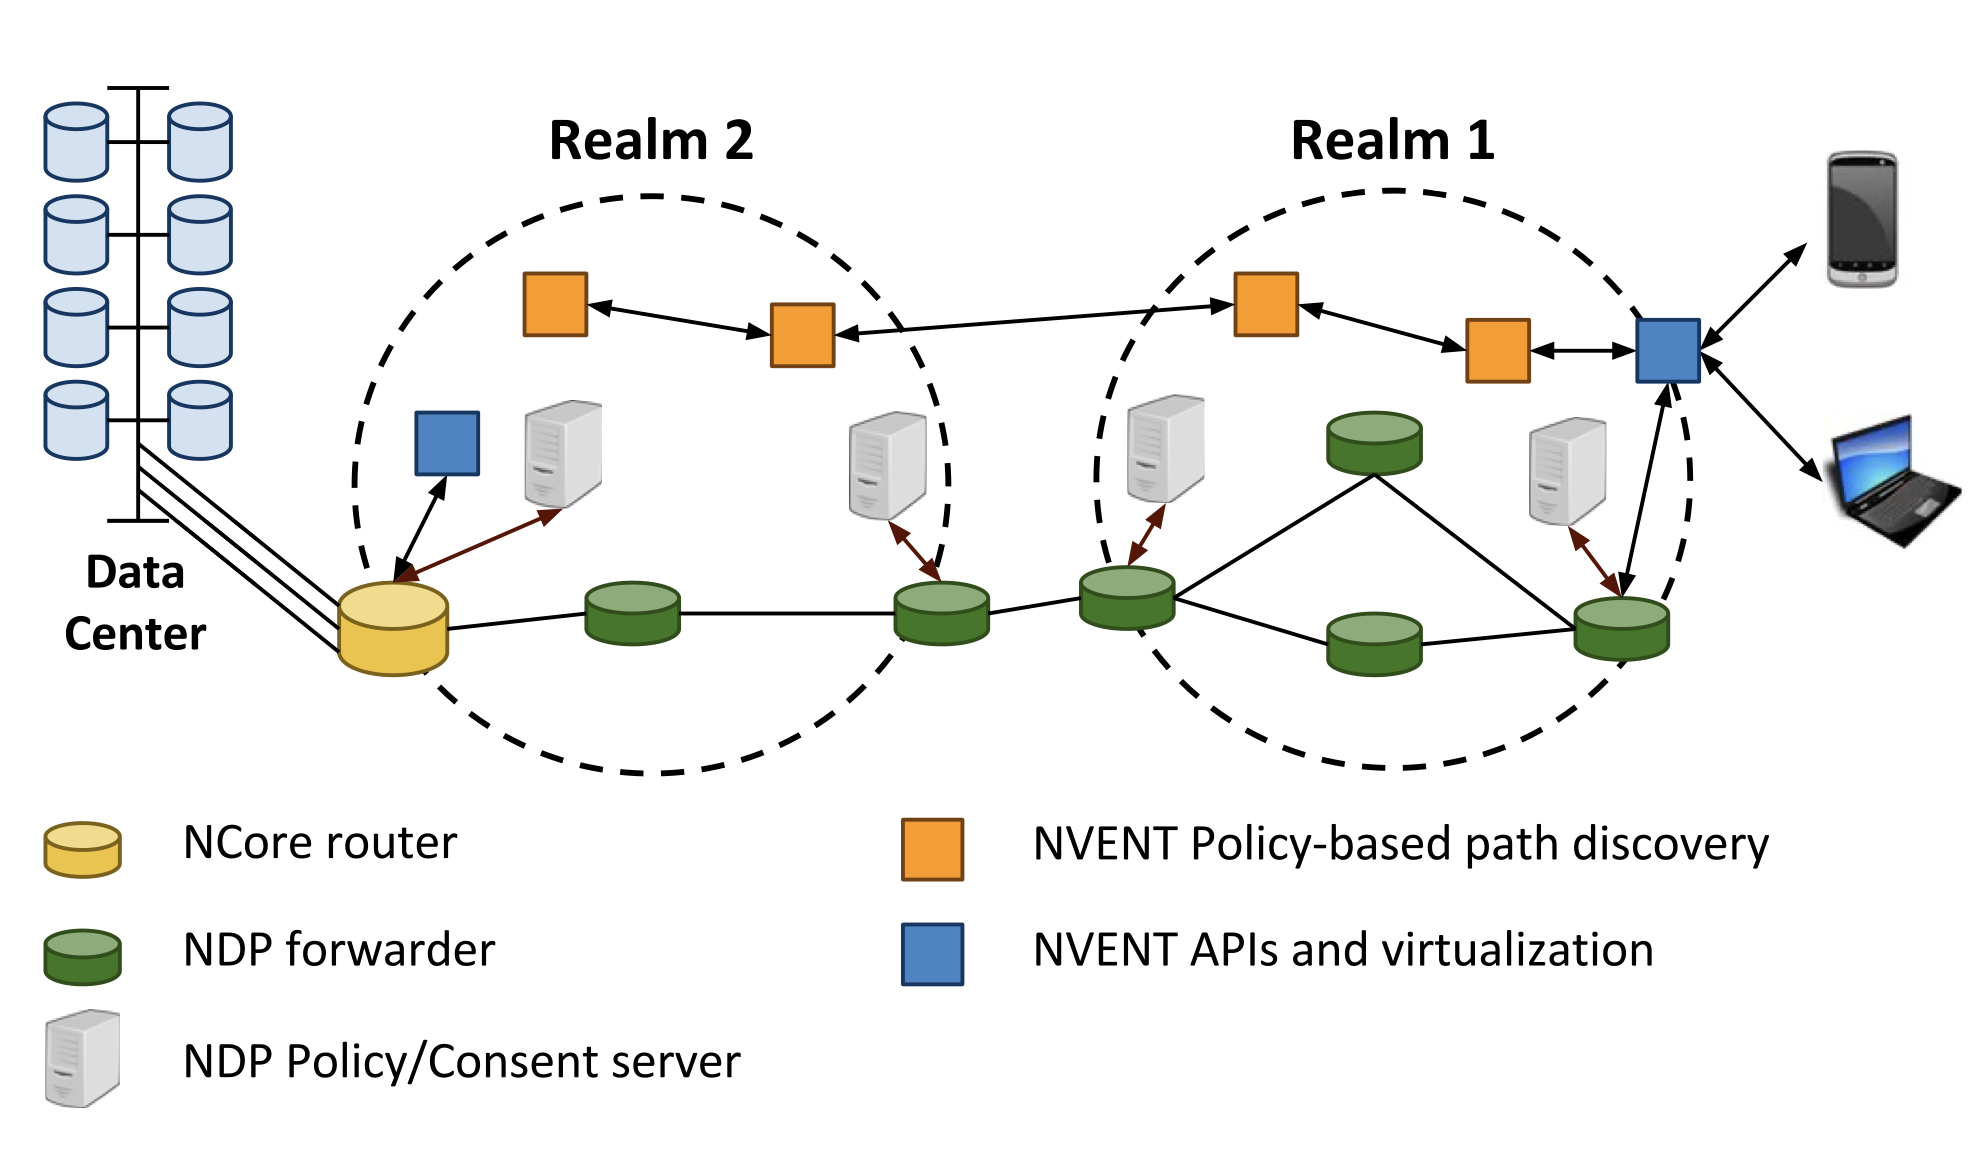 Realm 2
Realm 1
Data
Center
NCore router
NVENT Policy-based path discovery
NDP forwarder
NVENT APIs and virtualization
NDP Policy/Consent server